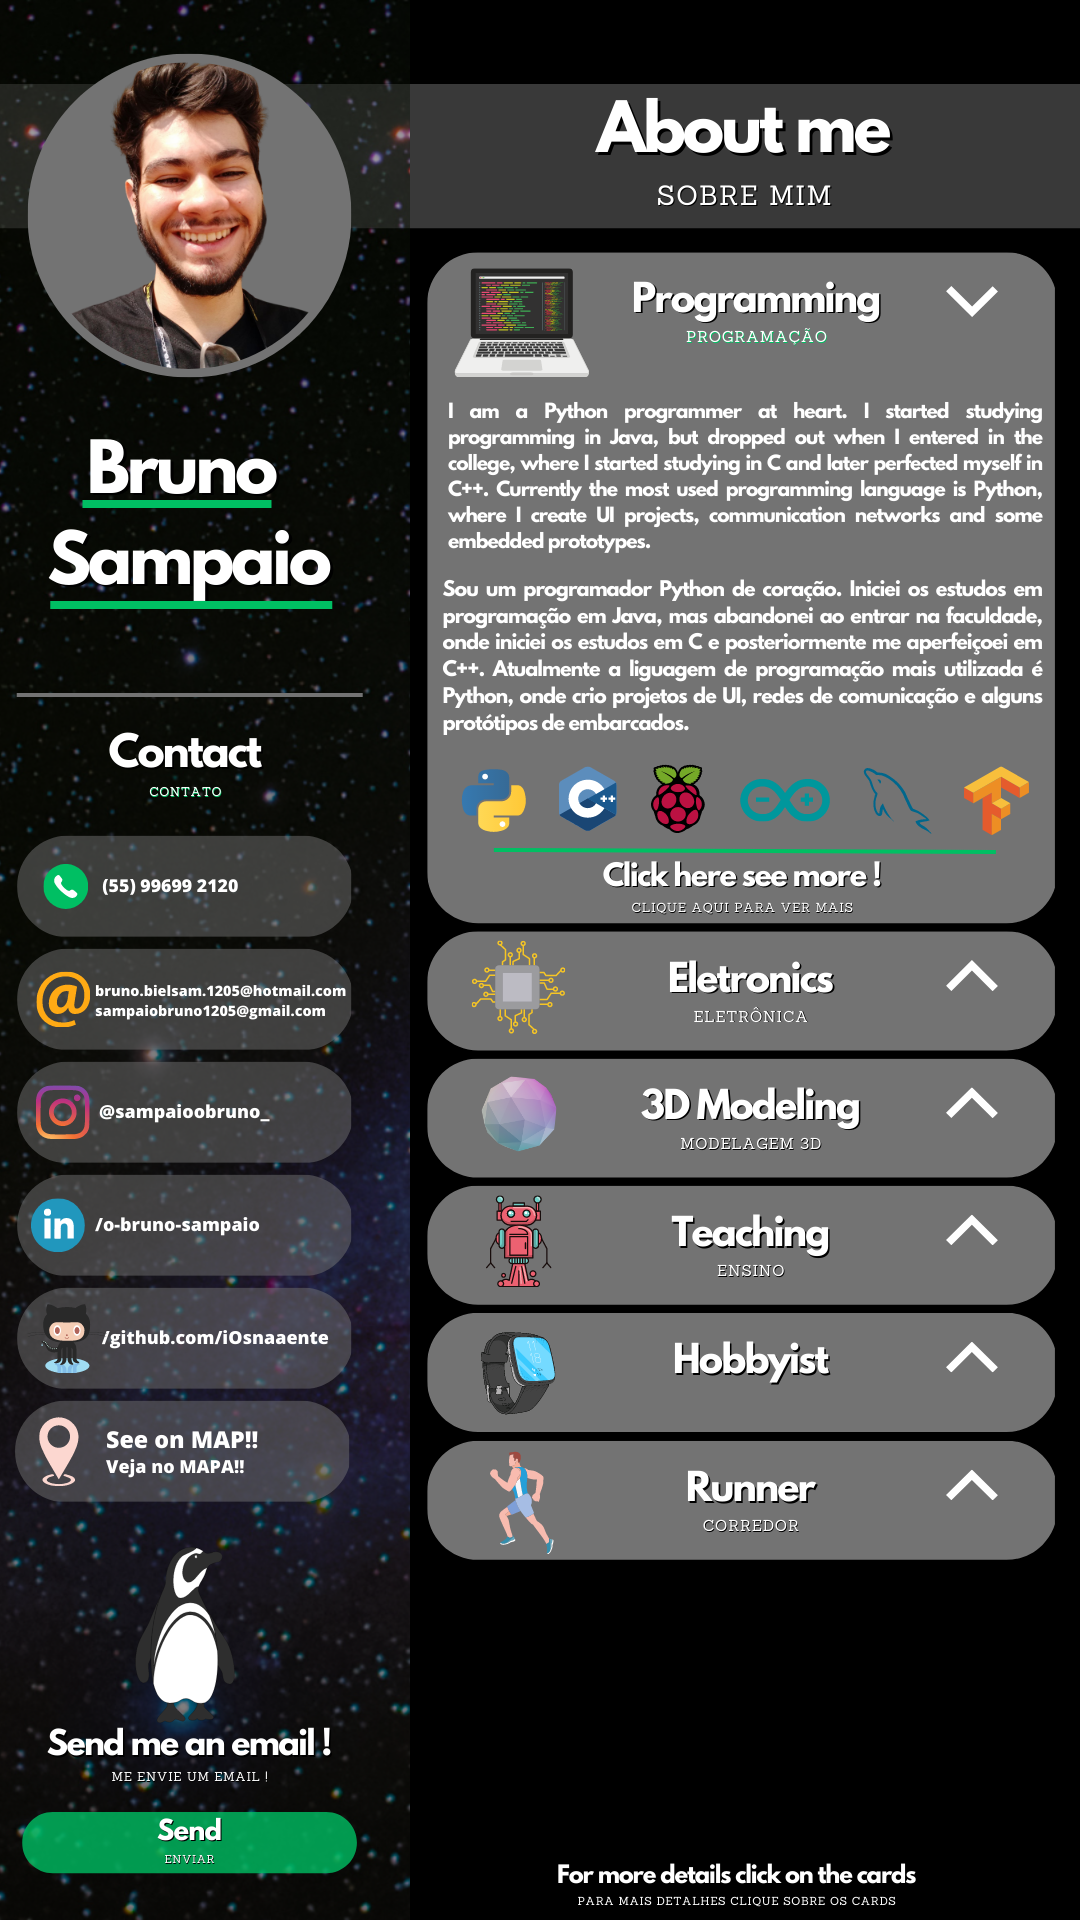 Bruno
Sampaio
Contact
CONTATO
(55) 99699 2120
bruno.bielsam.1205@hotmail.com
sampaiobruno1205@gmail.com
@sampaioobruno_
in
/o-bruno-sampaio
/github.com/iOsnaaente
See on MAP!!
Veja no MAPA!!
Send me an email !
ME ENVIE UM EMAIL !
Send
ENVIAR
About me
SOBRE MIM
Programming
PROGRAMAÇÃO
I am a Python programmer at heart. I started studying
programming in Java, but dropped out when I entered in the
college, where I started studying in C and later perfected myself in
C++. Currently the most used programming language is Python,
where I create UI projects, communication networks and some
embedded prototypes.
Sou um programador Python de coração. Iniciei os estudos em
programação em Java, mas abandonei ao entrar na faculdade,
onde iniciei os estudos em C e posteriormente me aperfeiçoei em
C++. Atualmente a liguagem de programação mais utilizada é
Python, onde crio projetos de UI, redes de comunicação e alguns
protótipos de embarcados.
C++
Click here see more !
CLIQUE AQUI PARA VER MAIS
Eletronics
ELETRÔNICA
3D Modeling
MODELAGEM 3D
Teaching
ENSINO
Hobbyist
Runner
CORREDOR
For more details click on the cards
PARA MAIS DETALHES CLIQUE SOBRE OS CARDS